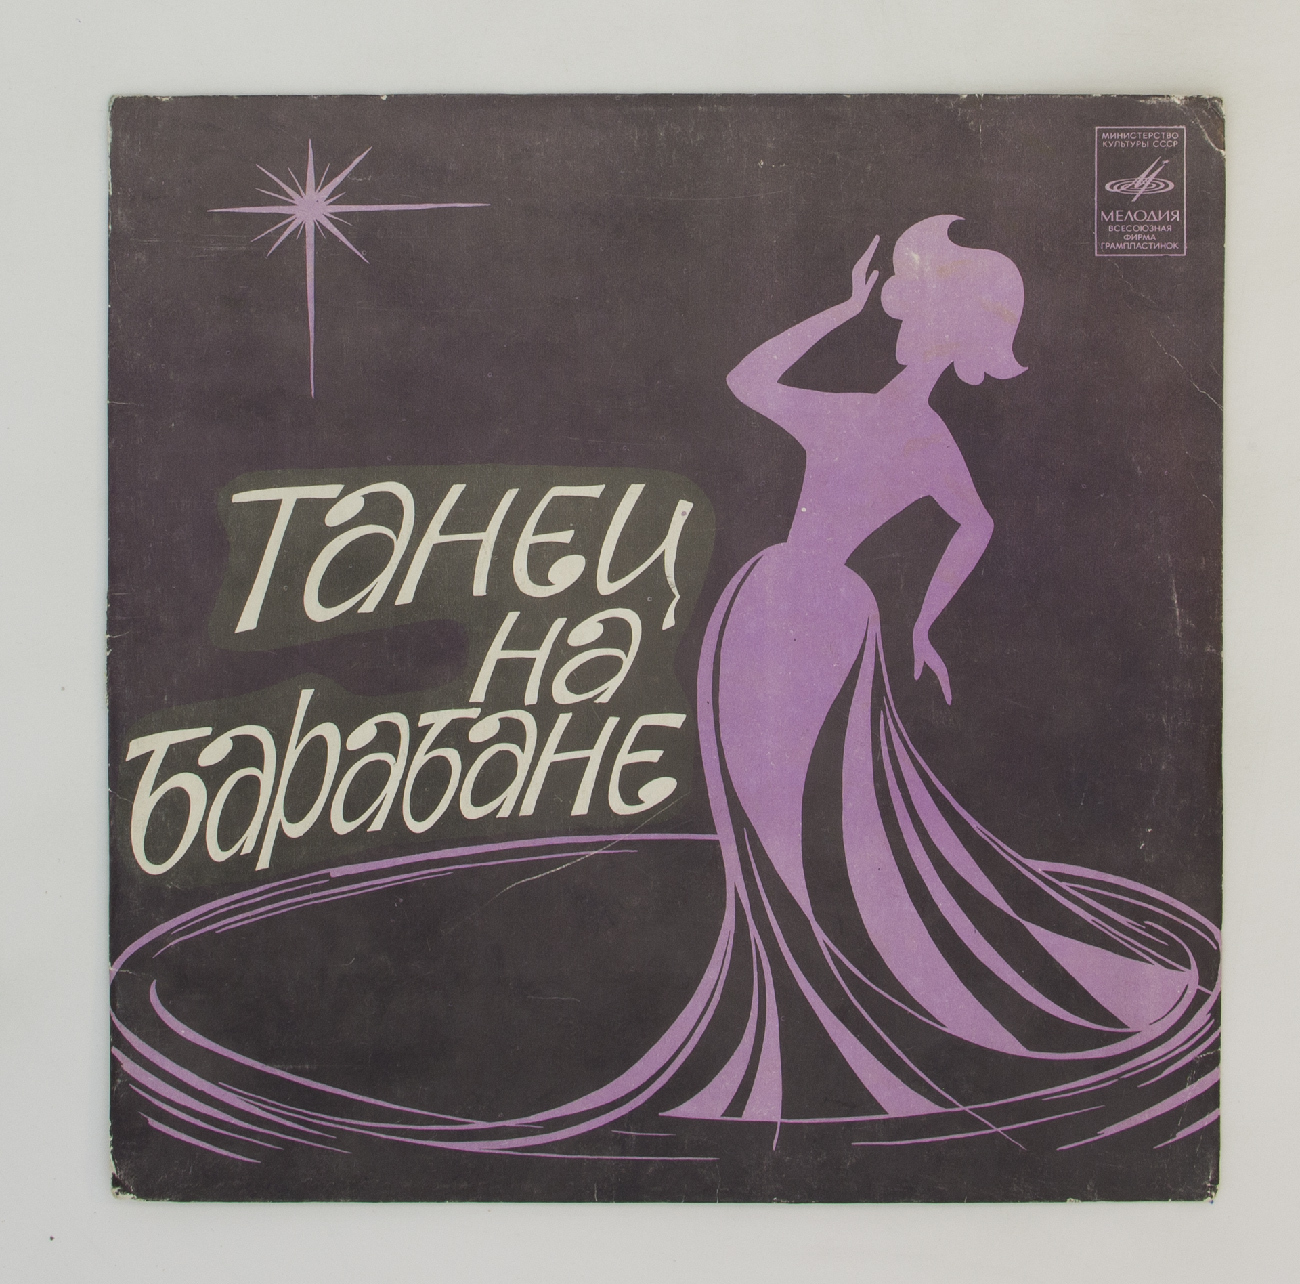 МИНИСТЕРСТВО
КУЛЬТУРЫ СССР
МЕЛОДИЯ
ВСЕСОЮЗНАЯ
ФИРМА
ГРАМПЛАСТИНОК
Танец
на
барабане